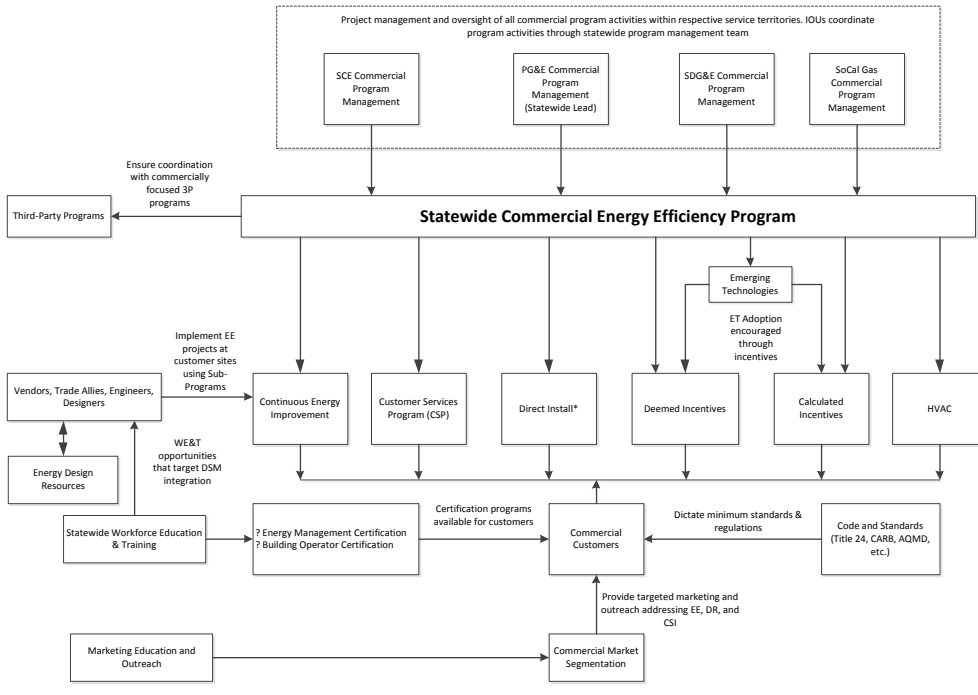 Project management and oversight of all commercial program activities within respective service territories. IOUs coordinate
program activities through statewide program management team
SCE Commercial
Program
Management
PG&E Commercial
Program
Management
(Statewide Lead)
SDG&E Commercial
Program
Management
SoCal Gas
Commercial
Program
Management
Ensure coordination
with commercially
focused 3P
programs
Third-Party Programs
Statewide Commercial Energy Efficiency Program
Emerging
Technologies
ET Adoption
encouraged
through
incentives
Implement EE
projects at
customer sites
using Sub-
Programs
Vendors, Trade Allies, Engineers,
Designers
Continuous Energy
Improvement
Customer Services
Program (CSP)
Direct Install*
Deemed Incentives
Calculated
Incentives
HVAC
WE&T
opportunities
that target DSM
integration
Energy Design
Resources
Statewide Workforce Education
& Training
? Energy Management Certification
? Building Operator Certification
Certification programs
available for customers
Commercial
Customers
Dictate minimum standards &
regulations
Code and Standards
(Title 24, CARB, AQMD,
etc.)
Provide targeted marketing and
outreach addressing EE, DR, and
CSI
Marketing Education and
Outreach
Commercial Market
Segmentation